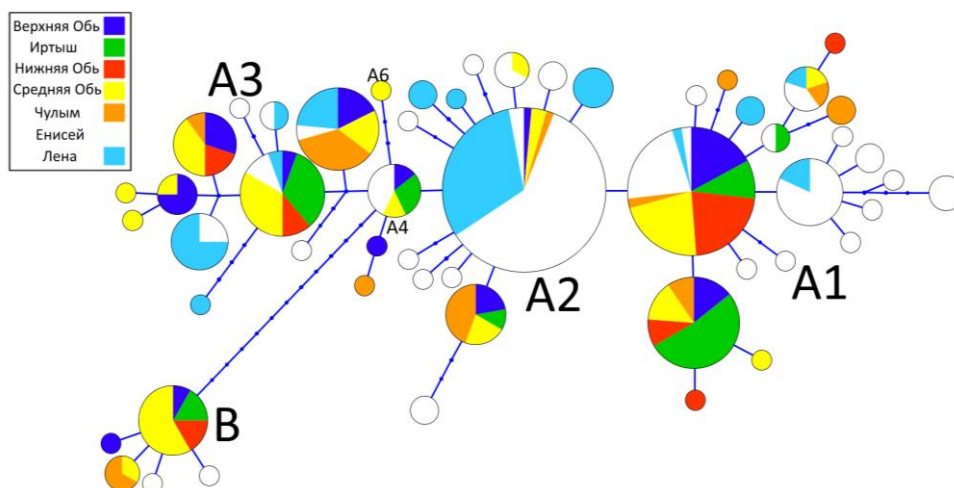 Верхняя Обь
Иртыш
Нижняя Обь
Средняя Обь
Чулым
Енисей
Лена
A3
A6
A4
A2
A1
B